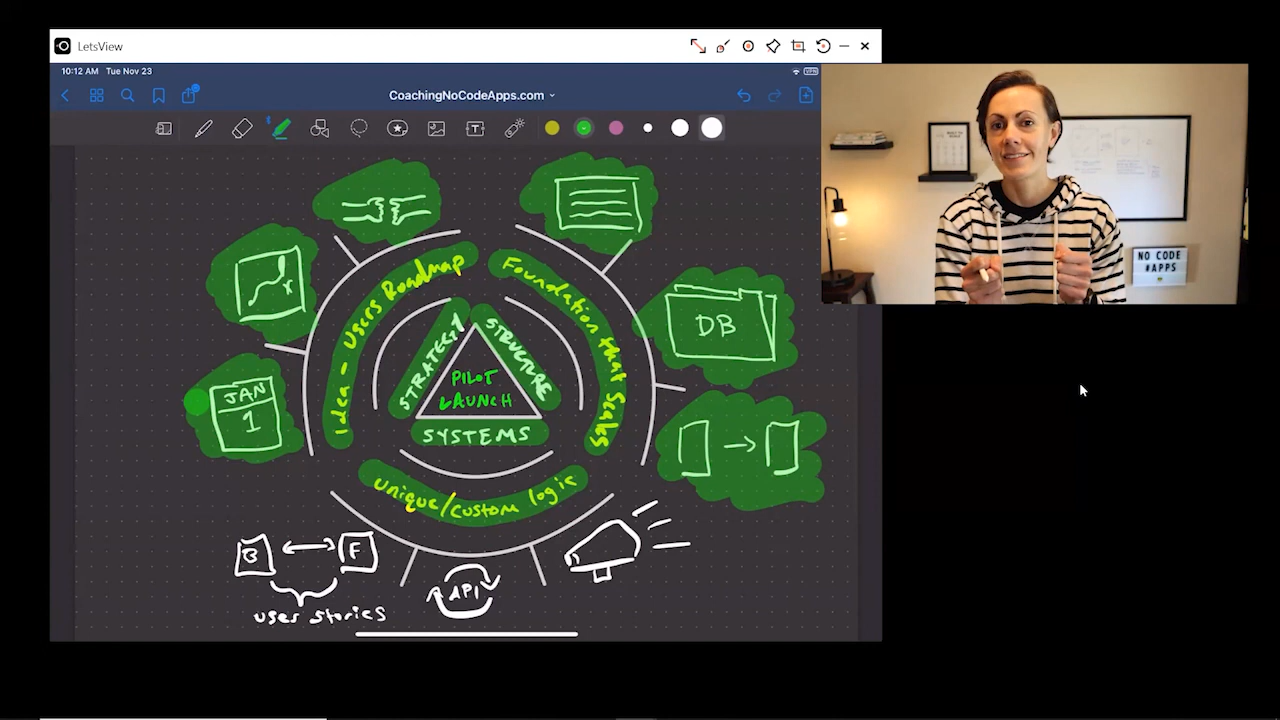 LetsView
10:12 AM Tue Nov 23
VPN
CoachingNoCodeApps.com
T
Idea - Users Roadmap
Foundation that Scales
STRATEGY
STRUCTURE
PILOT
LAUNCH
SYSTEMS
unique/custom logic
JAN
1
DB
B
F
user stories
API
NO CODE
#APPS